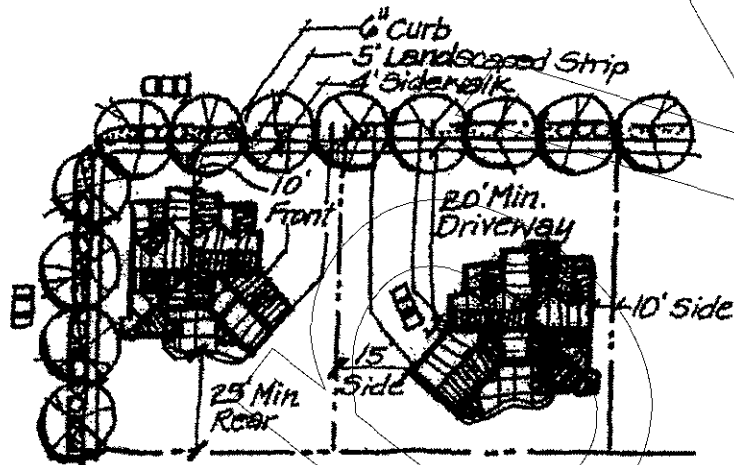 6" Curb
5' Landscaped Strip
4' Sidewalk
10'
Front
20' Min.
Driveway
10' Side
15'
Side
25' Min
Rear